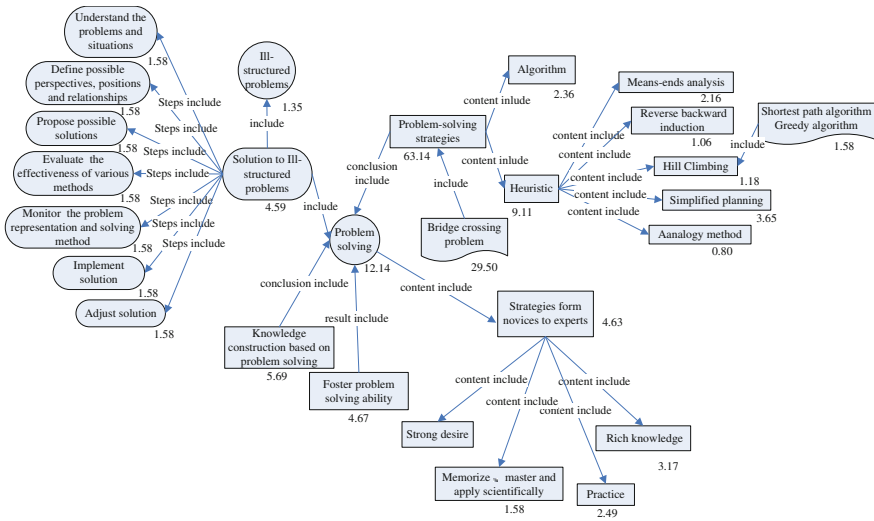 Understand the
problems and
situations
1.58
Define possible
perspectives, positions
and relationships
1.58
Propose possible
solutions
1.58
Evaluate the
effectiveness of various
methods
1.58
Monitor the problem
representation and solving
method
1.58
Implement
solution
1.58
Adjust solution
1.58
Steps include
Steps include
Steps include
Steps include
Steps include
Steps include
Steps include
Ill-
structured
problems
1.35
include
Solution to Ill-
structured
problems
4.59
include
Problem
solving
12.14
conclusion
include
Problem-solving
strategies
63.14
include
Bridge crossing
problem
29.50
content inlude
Algorithm
2.36
content inlude
Heuristic
9.11
content include
Means-ends analysis
2.16
content include
Reverse backward
induction
1.06
content include
Hill Climbing
1.18
include
Shortest path algorithm
Greedy algorithm
1.58
content include
Simplified planning
3.65
content include
Aanalogy method
0.80
conclusion include
Knowledge
construction based on
problem solving
5.69
result include
Foster problem
solving ability
4.67
content include
Strategies form
novices to experts
4.63
content include
content include
content include
content include
Strong desire
Memorize、 master and
apply scientifically
1.58
Practice
2.49
Rich knowledge
3.17